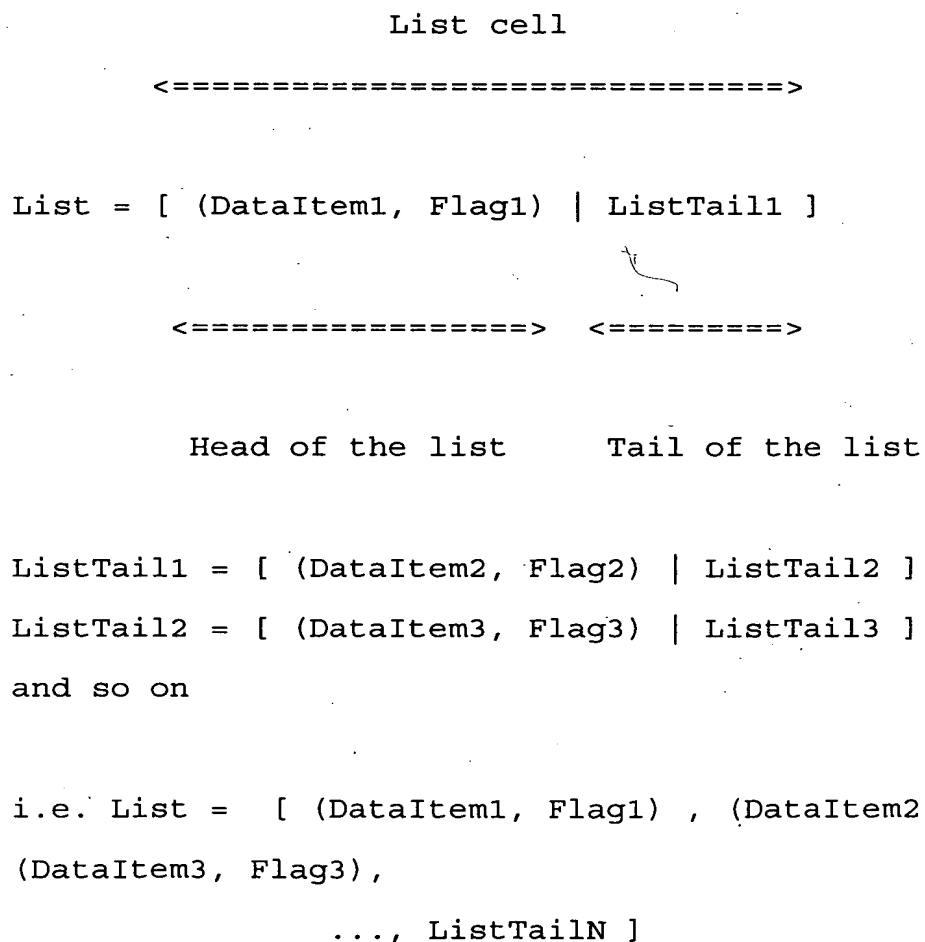 List cell
<===============================>
List = [ (DataItem1, Flag1) | ListTail1 ]
<=================> <=========>
Head of the list Tail of the list
ListTail1 = [ (DataItem2, Flag2) | ListTail2 ]
ListTail2 = [ (DataItem3, Flag3) | ListTail3 ]
and so on
i.e. List = [ (DataItem1, Flag1) , (DataItem2
(DataItem3, Flag3),
..., ListTailN ]